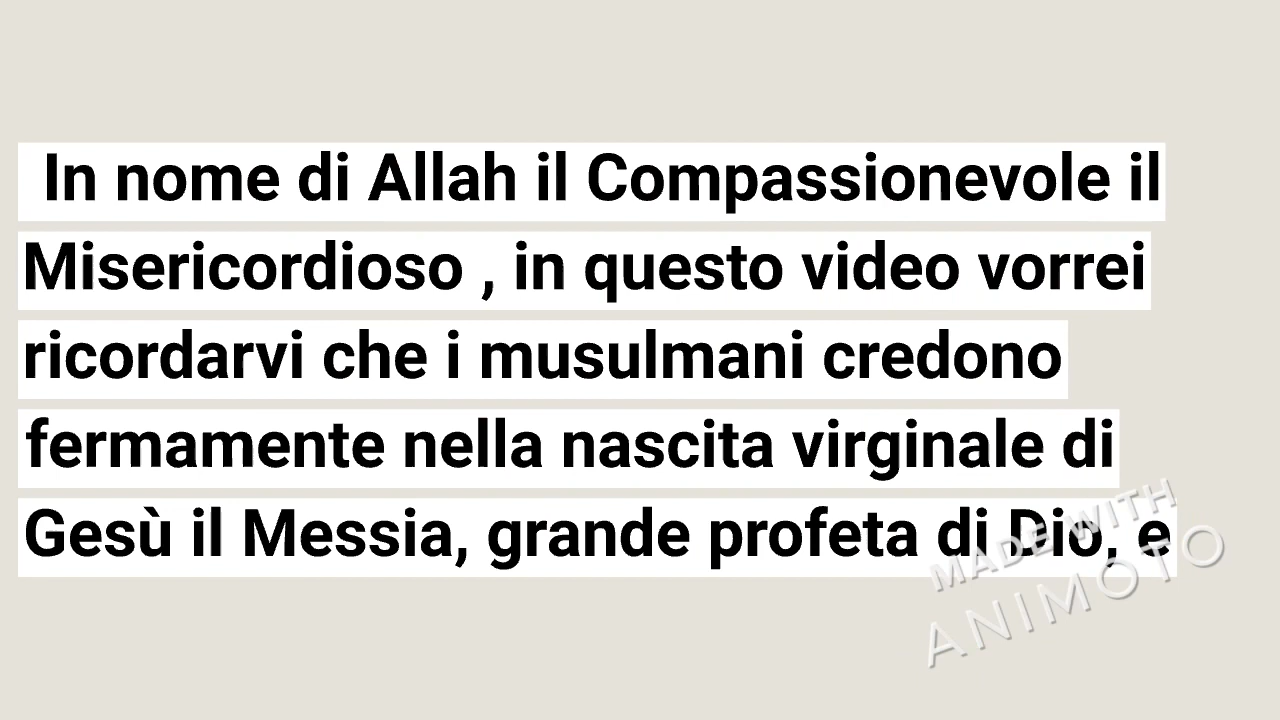 In nome di Allah il Compassionevole il
Misericordioso , in questo video vorrei
ricordarvi che i musulmani credono
fermamente nella nascita virginale di
Gesù il Messia, grande profeta di Dio, e
MADE WITH
ANIMOTO